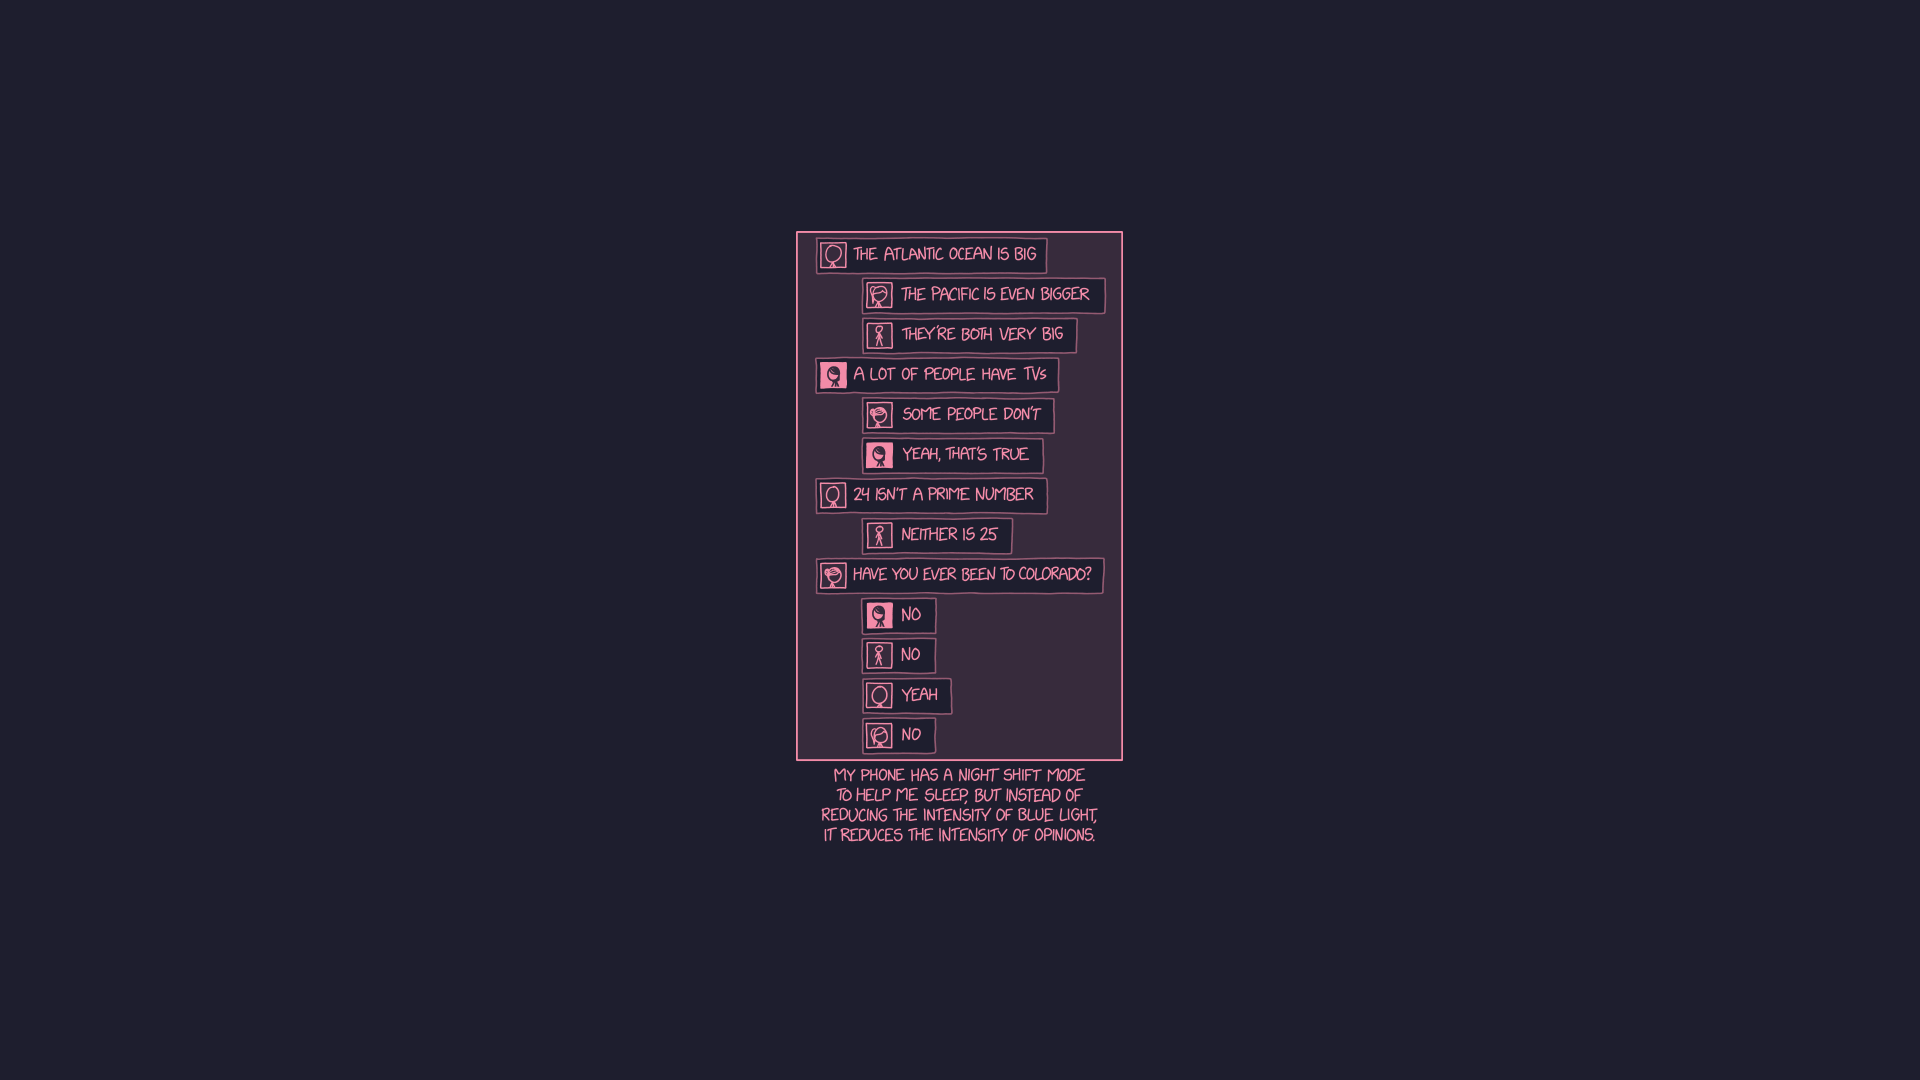 THE ATLANTIC OCEAN IS BIG
THE PACIFIC IS EVEN BIGGER
THEY'RE BOTH VERY BIG
A LOT OF PEOPLE HAVE TVs
SOME PEOPLE DON'T
YEAH, THAT'S TRUE
24 ISN'T A PRIME NUMBER
NEITHER IS 25
HAVE YOU EVER BEEN TO COLORADO?
NO
NO
YEAH
NO
MY PHONE HAS A NIGHT SHIFT MODE
TO HELP ME SLEEP, BUT INSTEAD OF
REDUCING THE INTENSITY OF BLUE LIGHT,
IT REDUCES THE INTENSITY OF OPINIONS.